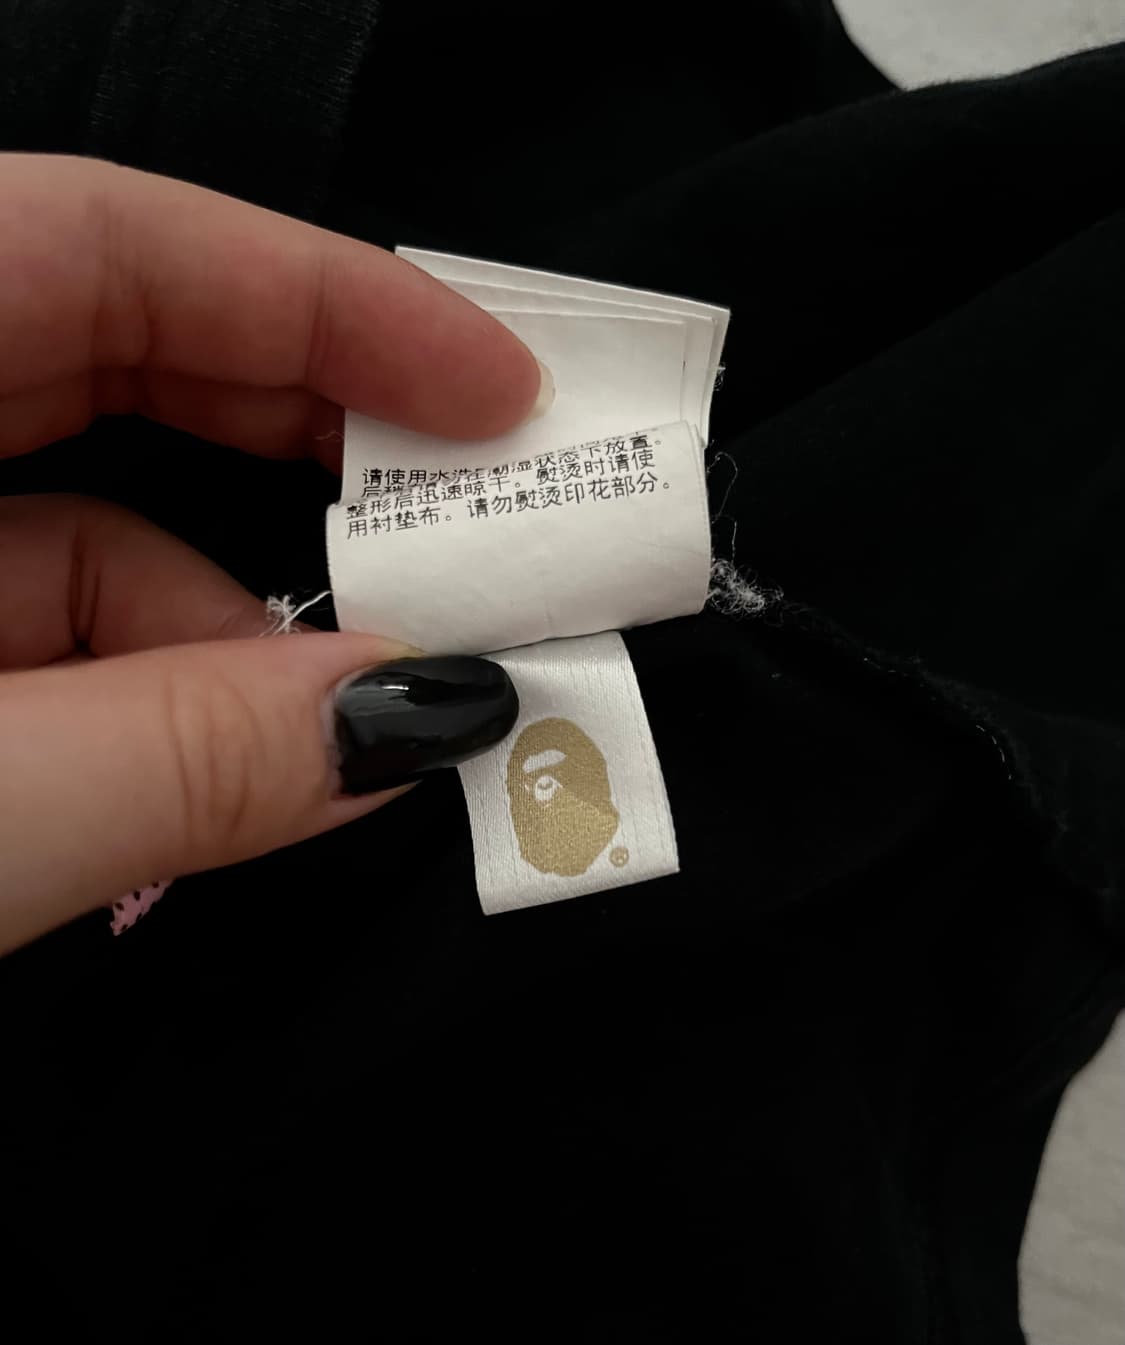 下放置。
请使用水洗
潮湿状态
熨烫时请使
整形后迅速晾干。
用衬垫布。请勿熨烫印花部分。
®